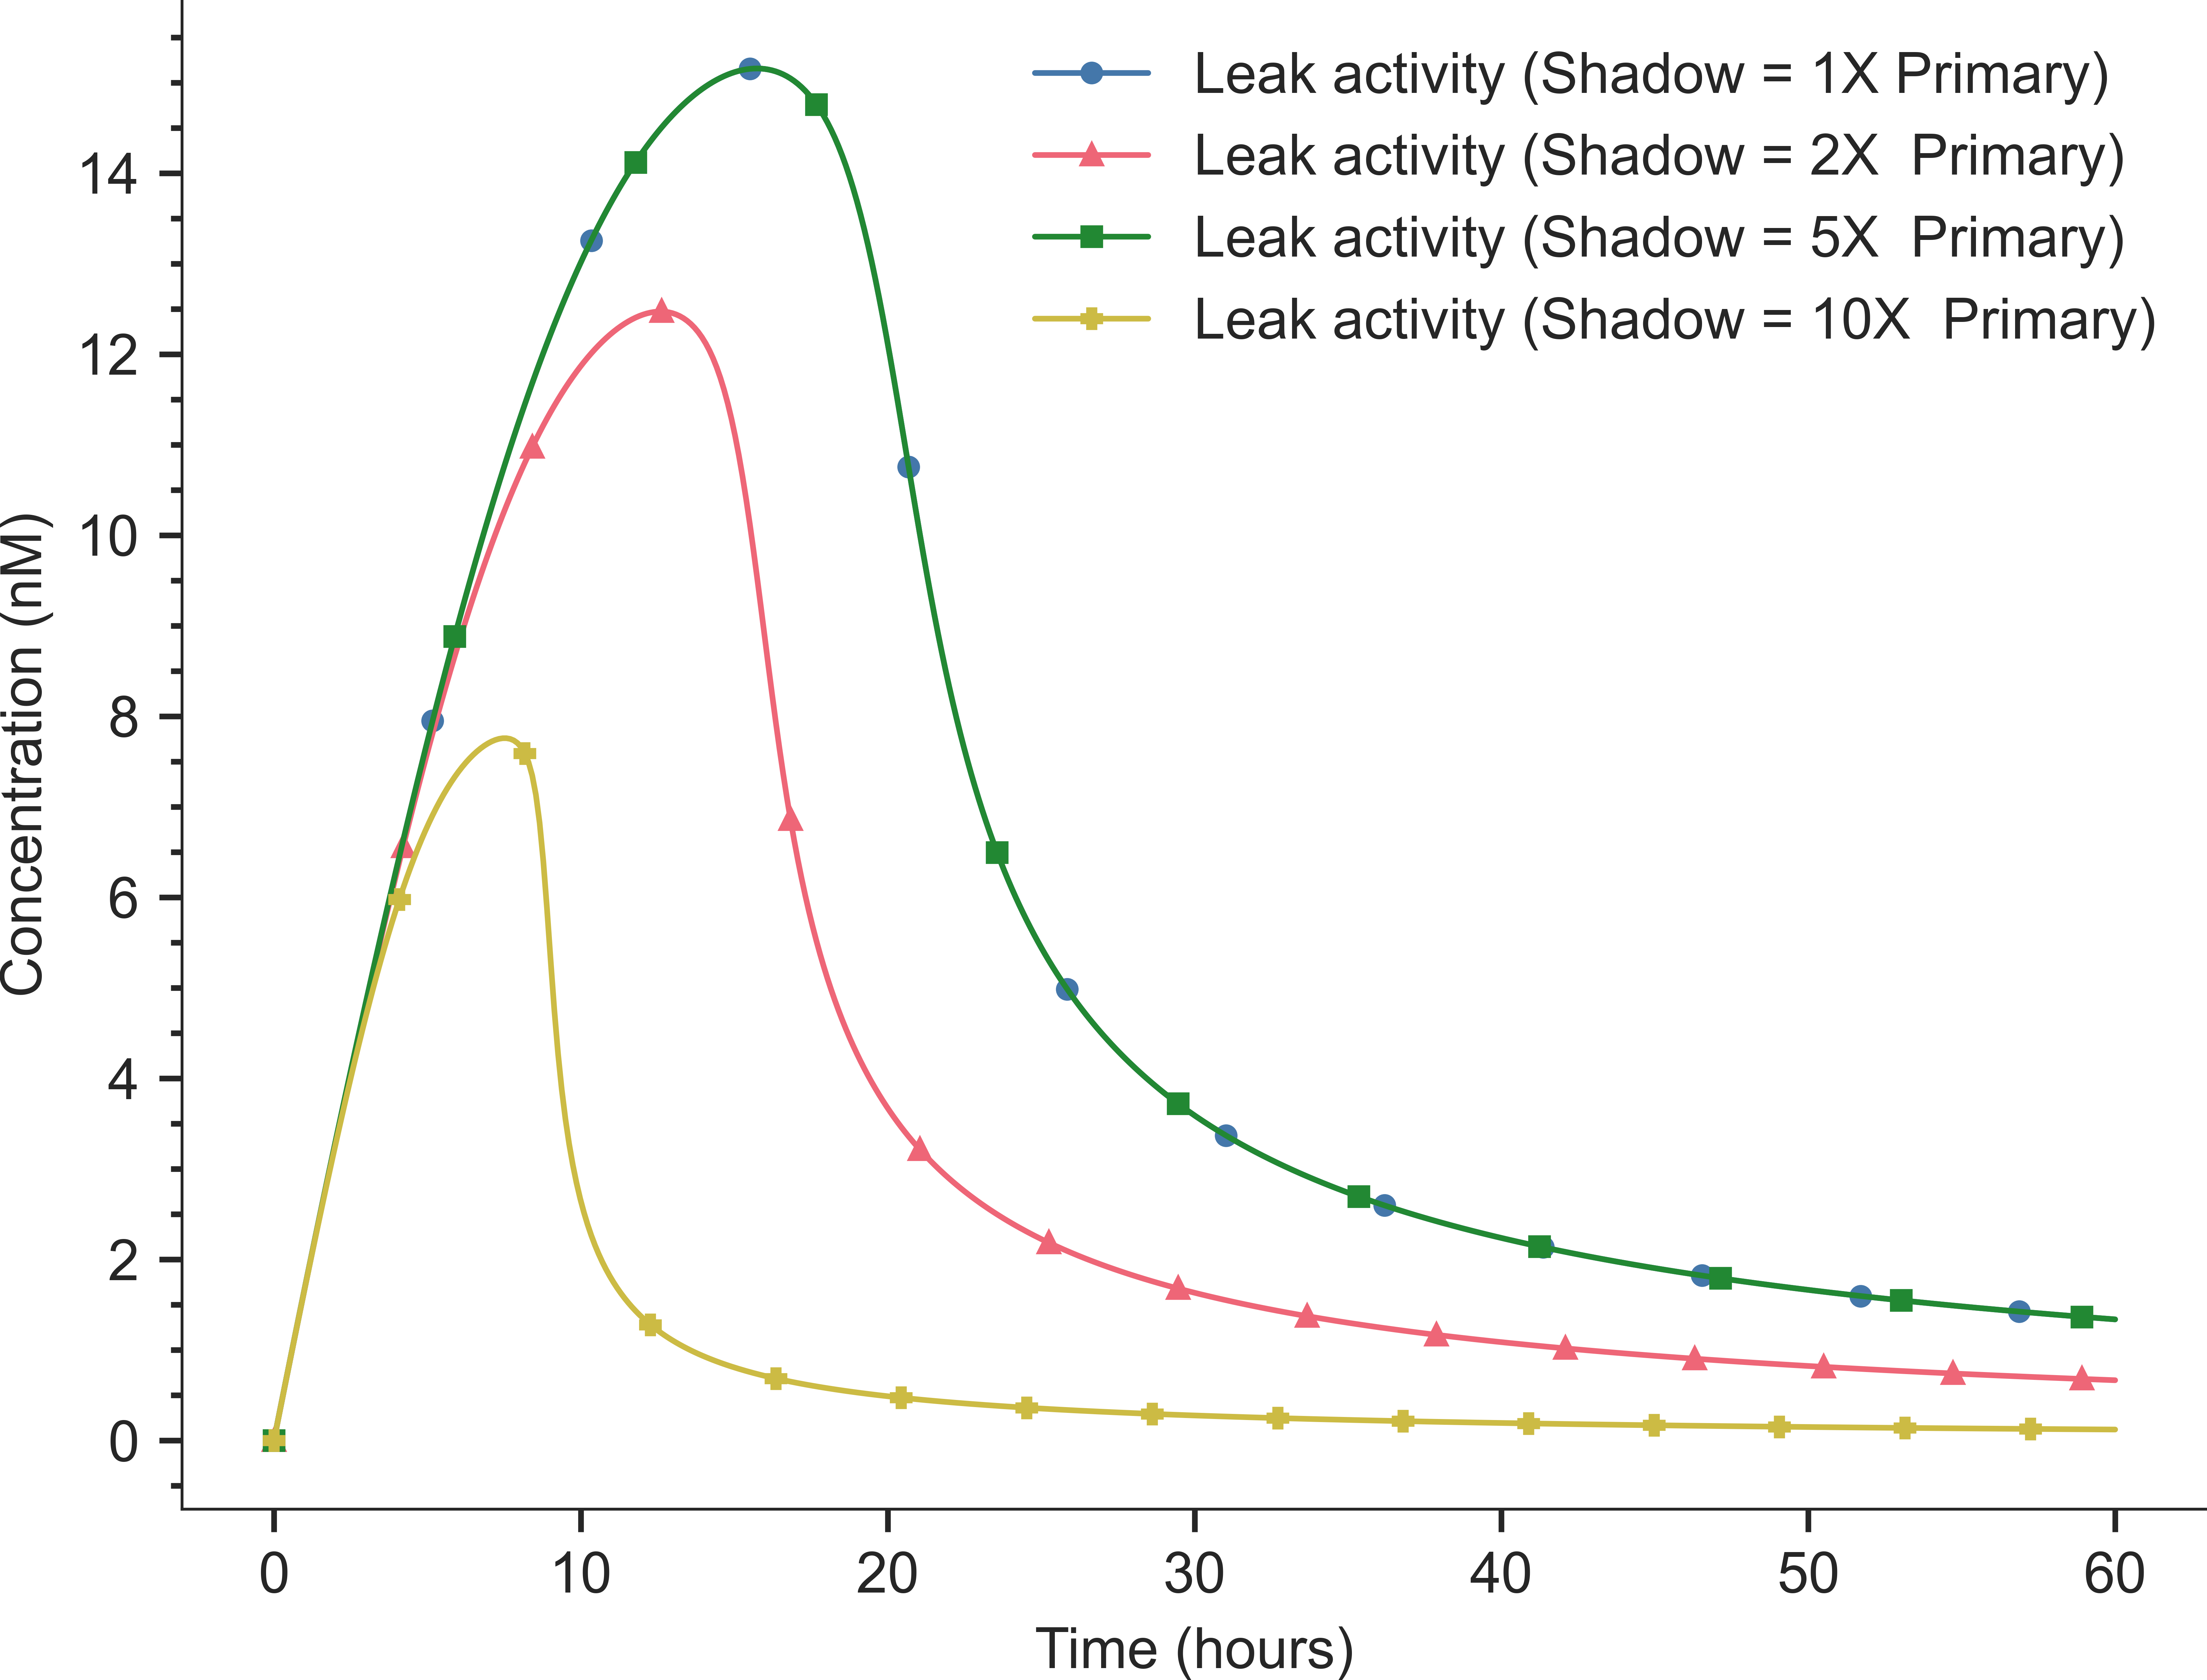 Leak activity (Shadow = 1X Primary)
Leak activity (Shadow = 2X  Primary)
Leak activity (Shadow = 5X  Primary)
Leak activity (Shadow = 10X  Primary)
Concentration (nM)
14
12
10
8
6
4
2
0
0 10 20 30 40 50 60
Time (hours)